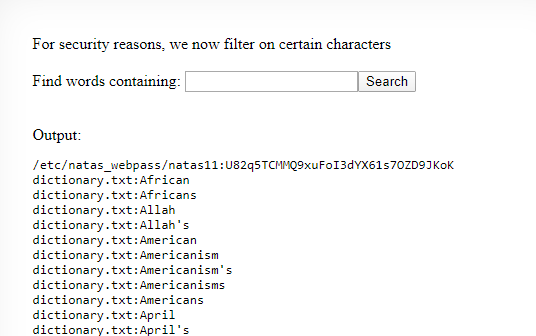 For security reasons, we now filter on certain characters
Find words containing: Search
Output:
/etc/natas_webpass/natas11:U82q5TCMMQ9xuFoI3dYX61s7OZD9JKoK
dictionary.txt:African
dictionary.txt:Africans
dictionary.txt:Allah
dictionary.txt:Allah's
dictionary.txt:American
dictionary.txt:Americanism
dictionary.txt:Americanism's
dictionary.txt:Americanisms
dictionary.txt:Americans
dictionary.txt:April
dictionary.txt:April's